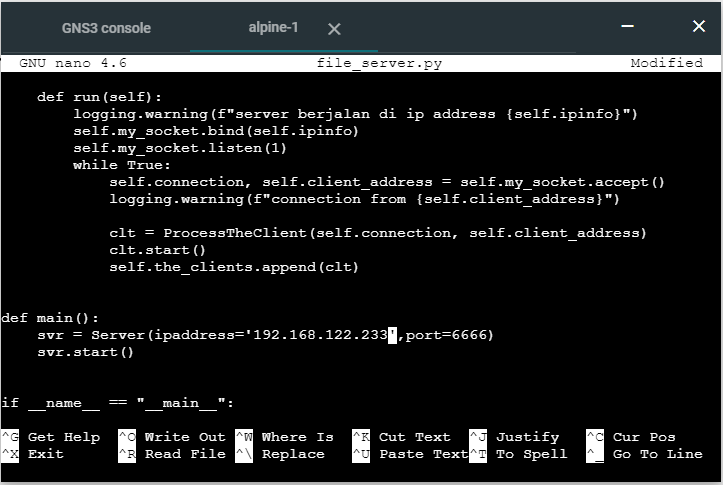 GNS3 console alpine-1
GNU nano 4.6 file_server.py Modified
def run(self):
logging.warning(f"server berjalan di ip address {self.ipinfo}")
self.my_socket.bind(self.ipinfo)
self.my_socket.listen(1)
while True:
self.connection, self.client_address = self.my_socket.accept()
logging.warning(f"connection from {self.client_address}")
clt = ProcessTheClient(self.connection, self.client_address)
clt.start()
self.the_clients.append(clt)
def main():
svr = Server(ipaddress='192.168.122.233',port=6666)
svr.start()
if __name__ == "__main__":
^G Get Help ^O Write Out ^W Where Is ^K Cut Text ^J Justify ^C Cur Pos
^X Exit ^R Read File ^\ Replace ^U Paste Text ^T To Spell ^_ Go To Line